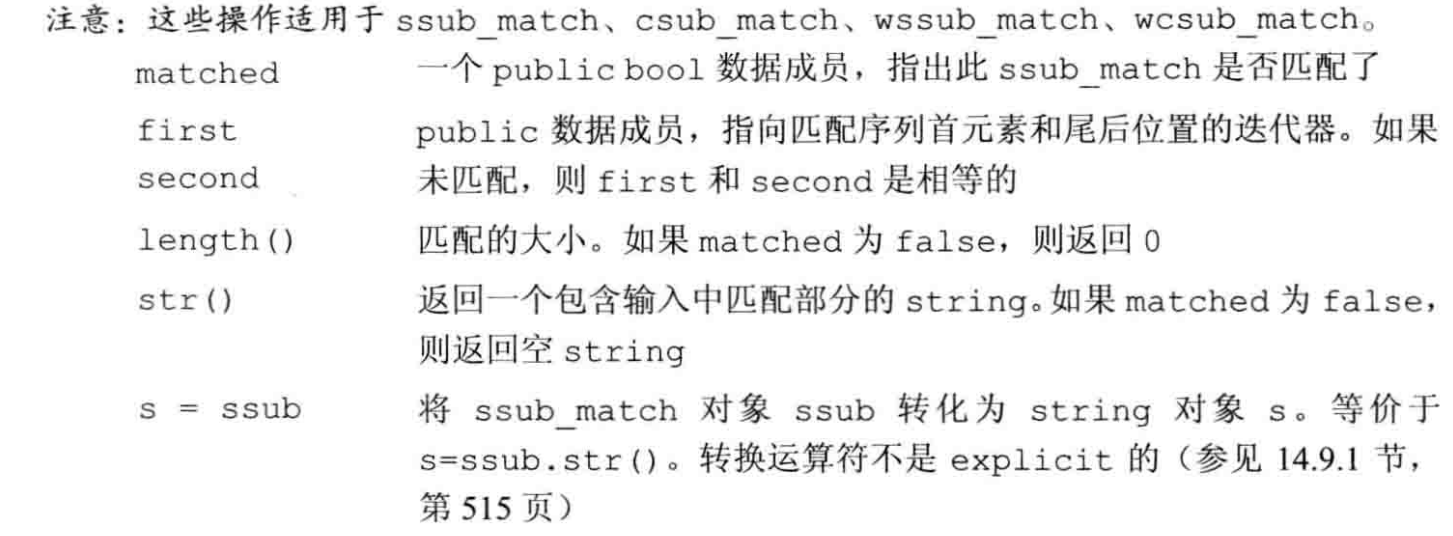 注意：这些操作适用于 ssub_match、csub_match、wssub_match、wcsub_match。
matched 一个 public bool 数据成员，指出此 ssub_match 是否匹配了
first public 数据成员，指向匹配序列首元素和尾后位置的迭代器。如果
second 未匹配，则 first 和 second 是相等的
length() 匹配的大小。如果 matched 为 false，则返回 0
str() 返回一个包含输入中匹配部分的 string。如果 matched 为 false，
则返回空 string
s = ssub 将 ssub_match 对象 ssub 转化为 string 对象 s。等价于
s=ssub.str()。转换运算符不是 explicit 的（参见 14.9.1 节，
第 515 页）